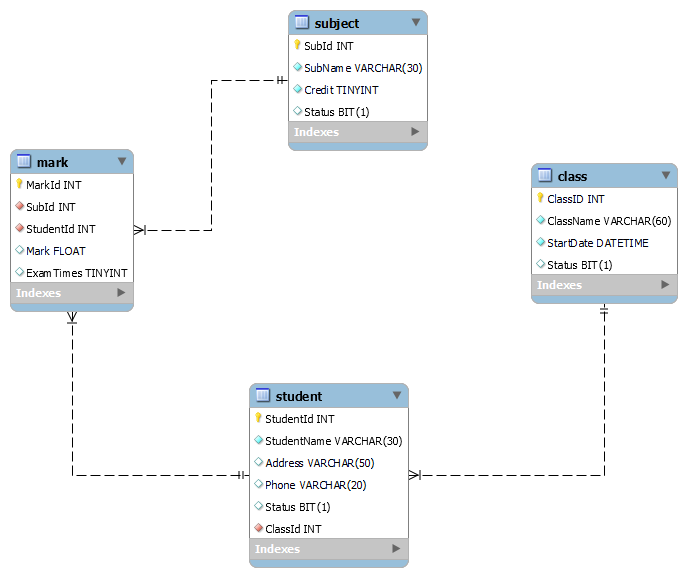 subject
SubId INT
SubName VARCHAR(30)
Credit TINYINT
Status BIT(1)
Indexes
mark
MarkId INT
SubId INT
StudentId INT
Mark FLOAT
ExamTimes TINYINT
Indexes
class
ClassID INT
ClassName VARCHAR(60)
StartDate DATETIME
Status BIT(1)
Indexes
student
StudentId INT
StudentName VARCHAR(30)
Address VARCHAR(50)
Phone VARCHAR(20)
Status BIT(1)
ClassId INT
Indexes